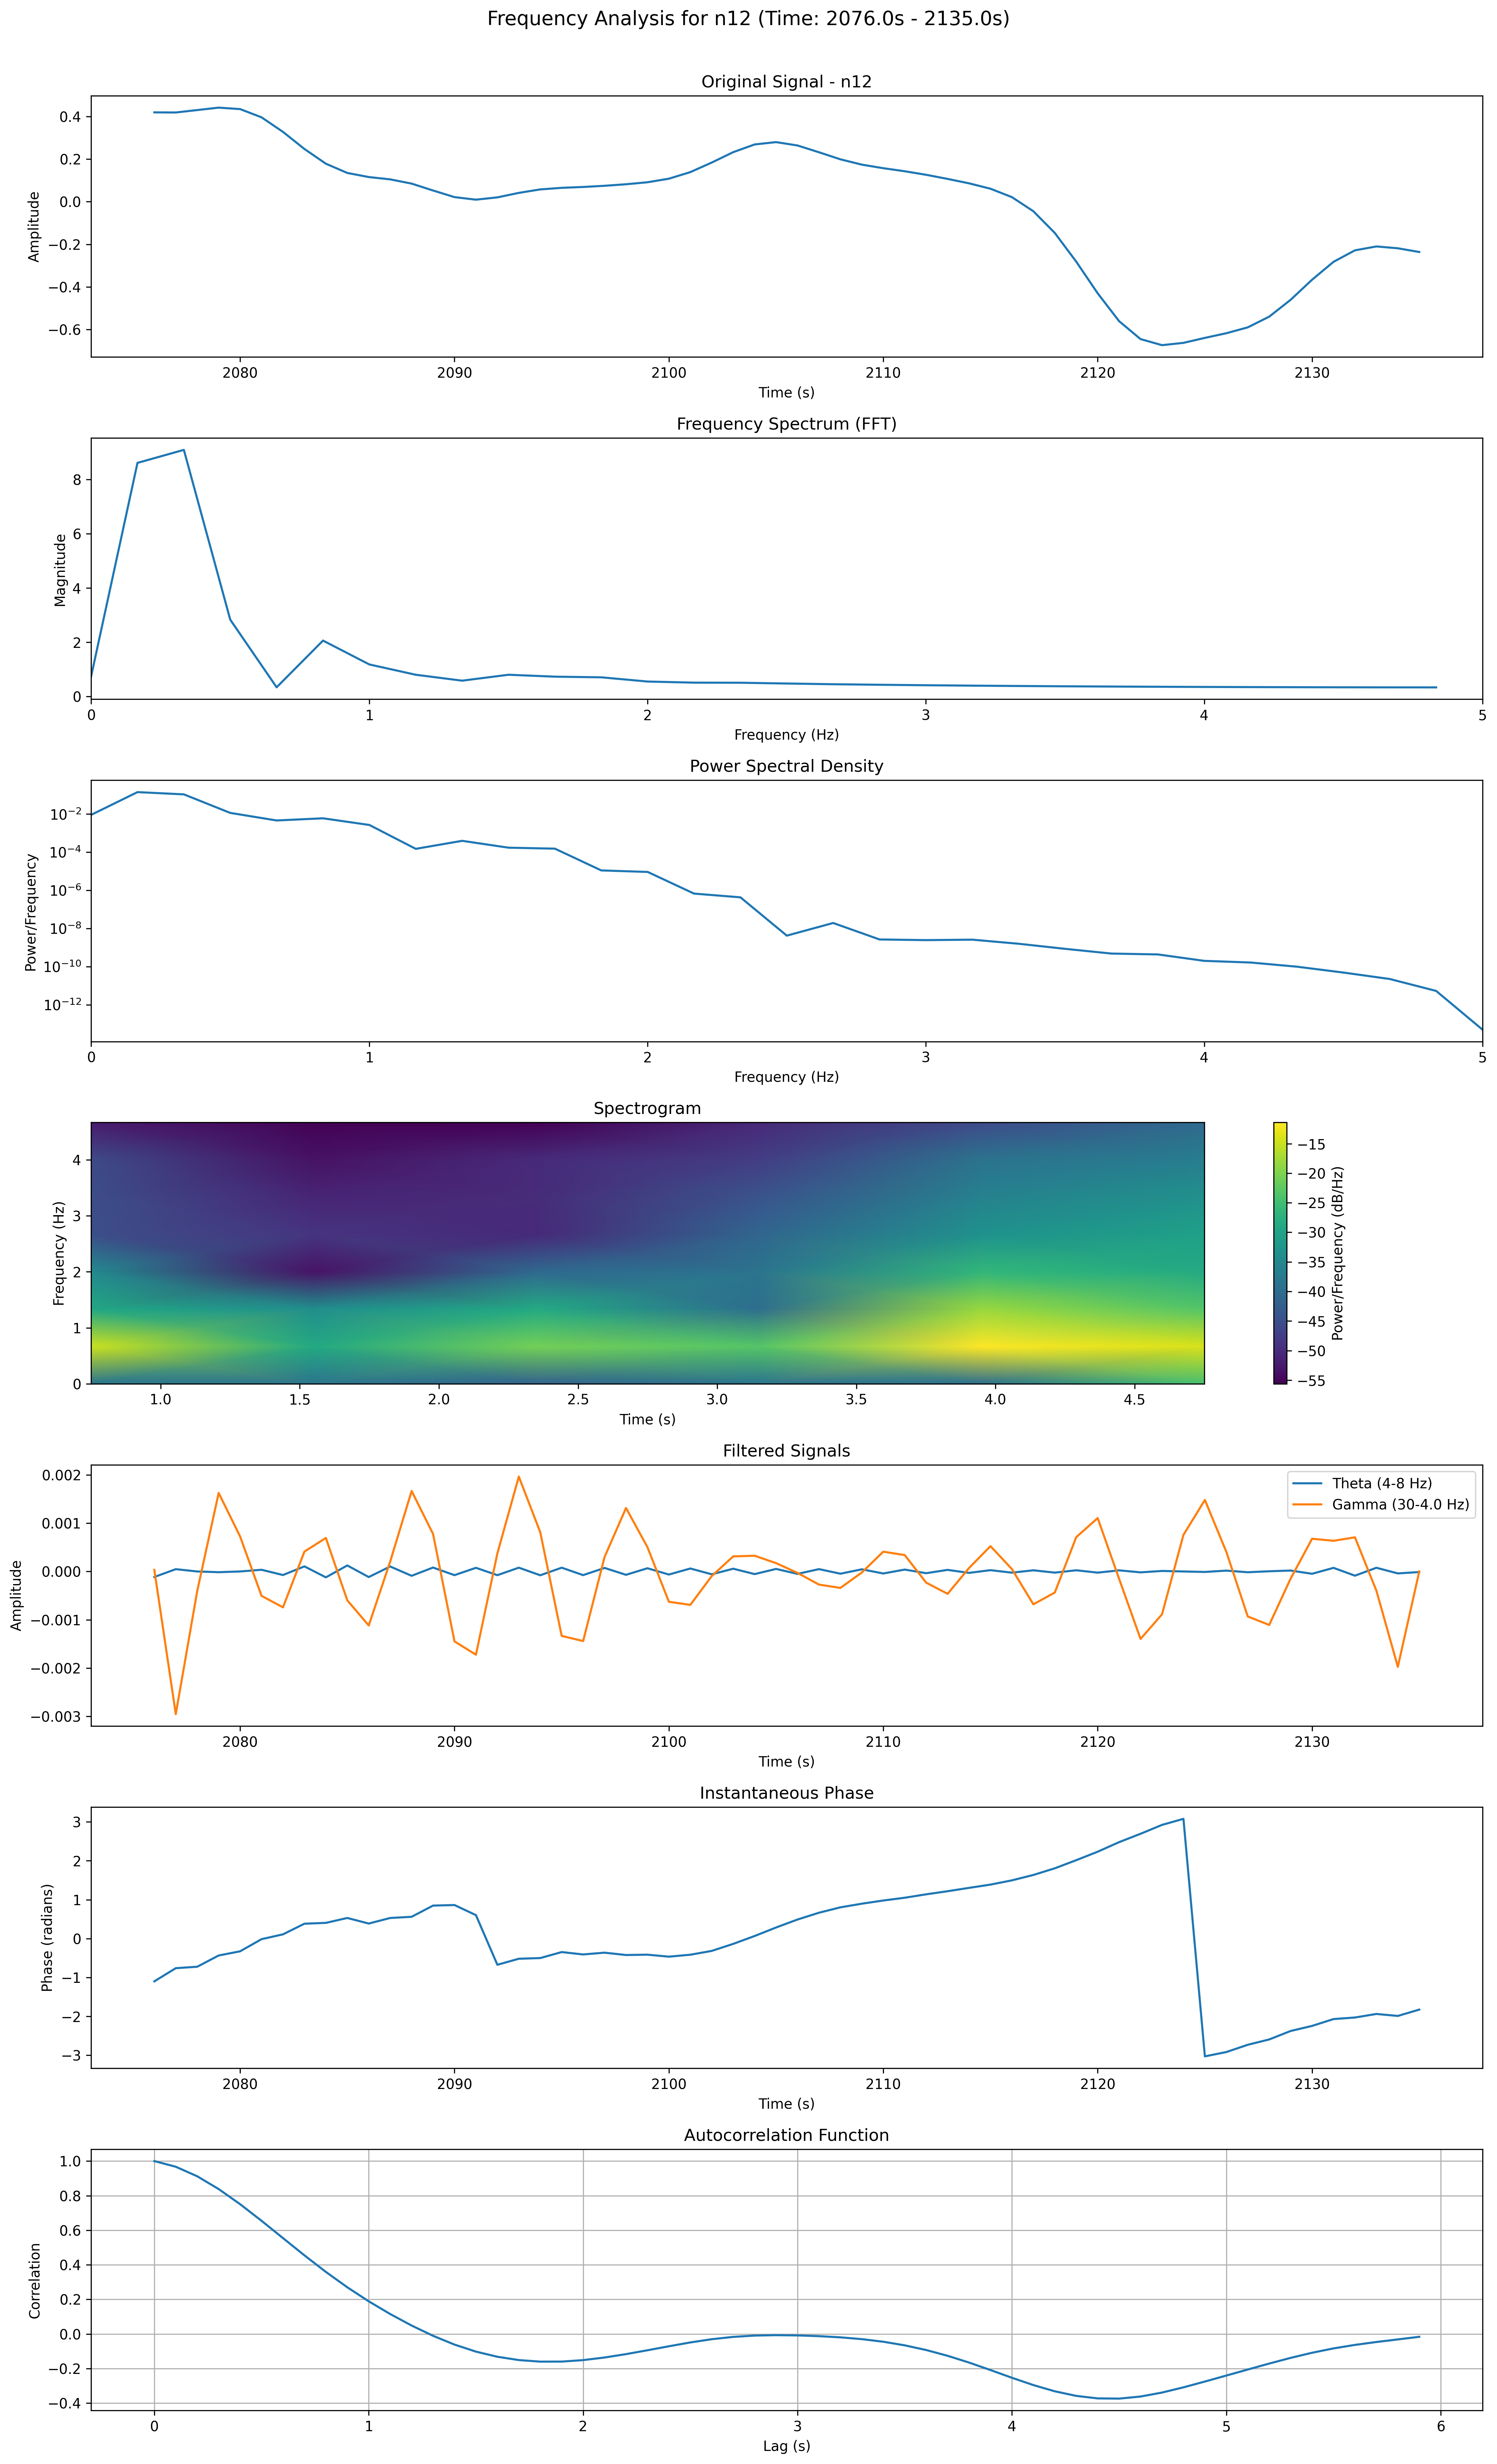 Frequency Analysis for n12 (Time: 2076.0s - 2135.0s)
Original Signal - n12
Amplitude
0.4
0.2
0.0
−0.2
−0.4
−0.6
2080 2090 2100 2110 2120 2130
Time (s)
Frequency Spectrum (FFT)
Magnitude
8
6
4
2
0
0 1 2 3 4 5
Frequency (Hz)
Power Spectral Density
Power/Frequency
10⁻²
10⁻⁴
10⁻⁶
10⁻⁸
10⁻¹⁰
10⁻¹²
0 1 2 3 4 5
Frequency (Hz)
Spectrogram
Frequency (Hz)
4
3
2
1
0
1.0 1.5 2.0 2.5 3.0 3.5 4.0 4.5
Time (s)
−15
−20
−25
−30
−35
−40
−45
−50
−55
Power/Frequency (dB/Hz)
Filtered Signals
Amplitude
0.002
0.001
0.000
−0.001
−0.002
−0.003
Theta (4-8 Hz)
Gamma (30-4.0 Hz)
2080 2090 2100 2110 2120 2130
Time (s)
Instantaneous Phase
Phase (radians)
3
2
1
0
−1
−2
−3
2080 2090 2100 2110 2120 2130
Time (s)
Autocorrelation Function
Correlation
1.0
0.8
0.6
0.4
0.2
0.0
−0.2
−0.4
0 1 2 3 4 5 6
Lag (s)